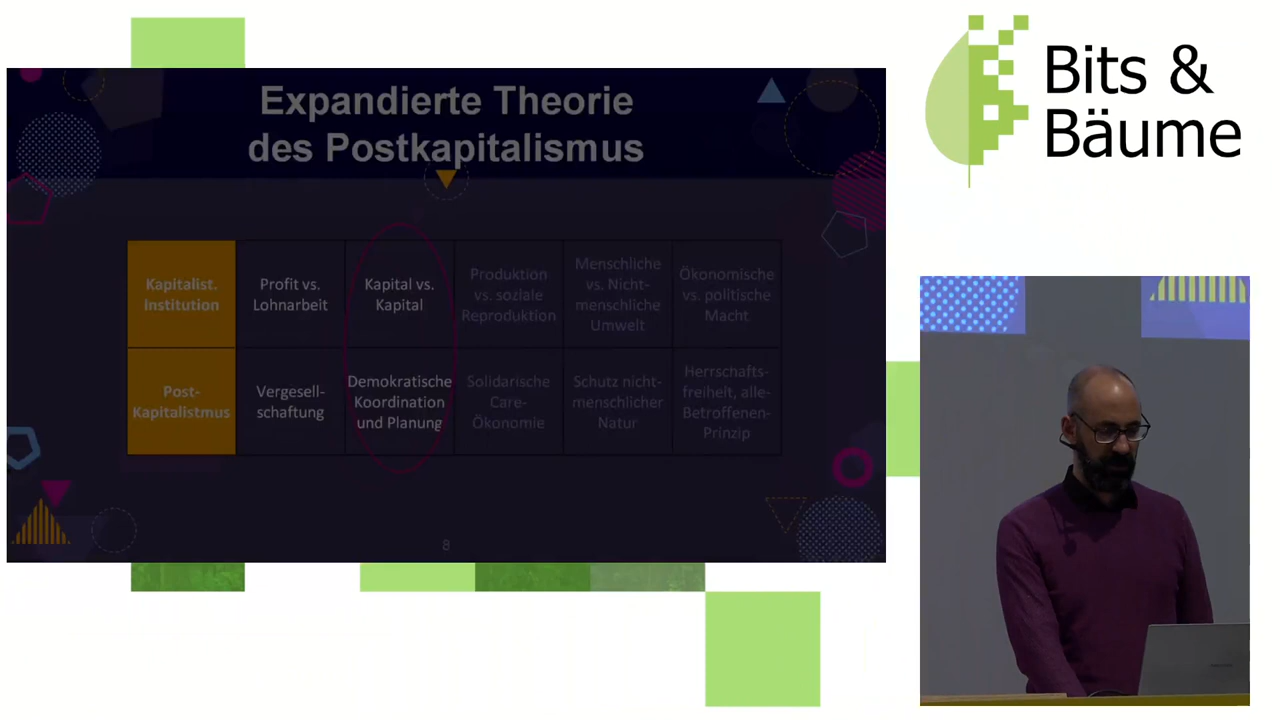 Expandierte Theorie
des Postkapitalismus
Kapitalist.
Institution
Profit vs.
Lohnarbeit
Kapital vs.
Kapital
Produktion
vs. soziale
Reproduktion
Menschliche
vs. Nicht-
menschliche
Umwelt
Ökonomische
vs. politische
Macht
Post-
Kapitalistmus
Vergesell-
schaftung
Demokratische
Koordination
und Planung
Solidarische
Care-
Ökonomie
Schutz nicht-
menschlicher
Natur
Herrschafts-
freiheit, alle-
Betroffenen-
Prinzip
8
Bits &
Bäume